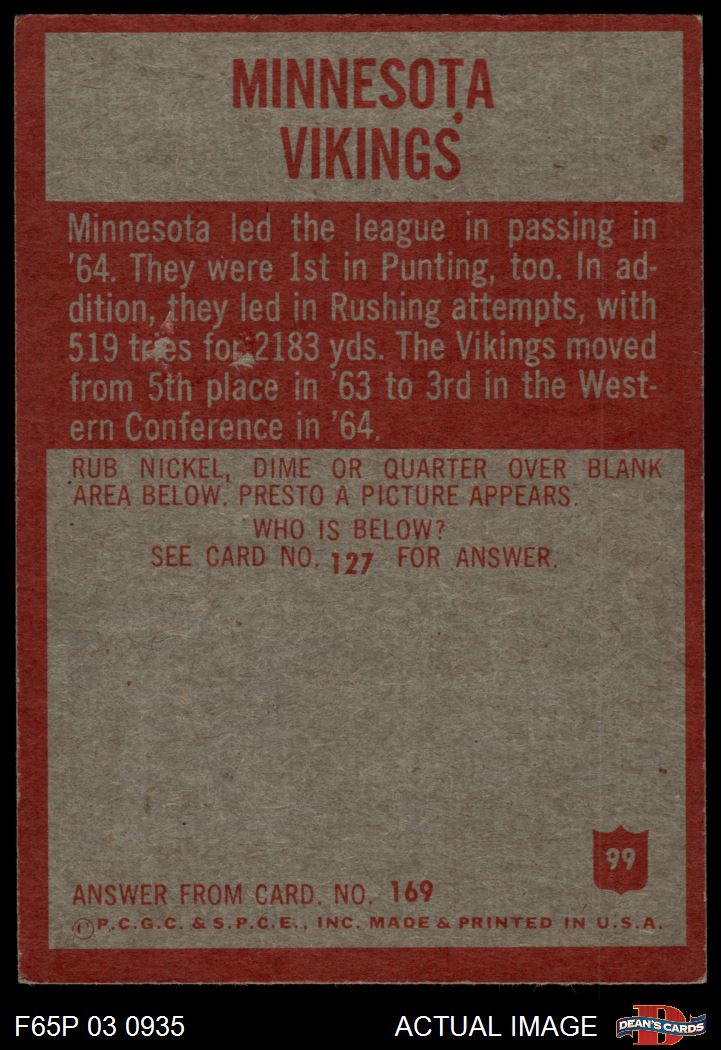 MINNESOTA
VIKINGS
Minnesota led the league in passing in
'64. They were 1st in Punting, too. In ad-
dition, they led in Rushing attempts, with
519 tries for 2183 yds. The Vikings moved
from 5th place in '63 to 3rd in the West-
ern Conference in '64.
RUB NICKEL, DIME OR QUARTER OVER BLANK
AREA BELOW. PRESTO A PICTURE APPEARS.
WHO IS BELOW?
SEE CARD NO. 127 FOR ANSWER.
99
ANSWER FROM CARD. NO. 169
©P.C.G.C. & S.P.C.E., INC. MADE & PRINTED IN U.S.A.
F65P 03 0935 ACTUAL IMAGE D DEAN'S CARDS